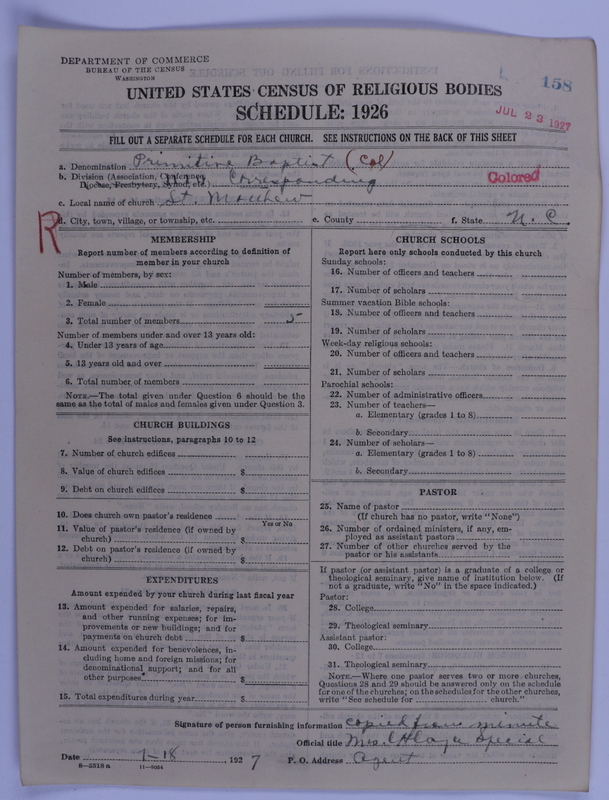 DEPARTMENT OF COMMERCE
BUREAU OF THE CENSUS
WASHINGTON
158
UNITED STATES CENSUS OF RELIGIOUS BODIES
SCHEDULE: 1926
JUL 23 1927
FILL OUT A SEPARATE SCHEDULE FOR EACH CHURCH. SEE INSTRUCTIONS ON THE BACK OF THIS SHEET
a. Denomination Primitive Baptist (Col)
b. Division (Association, Conference, Diocese, Presbytery, Synod, etc.) Corresponding
Colored
c. Local name of church St. Matthew
R
d. City, town, village, or township, etc. e. County f. State N. C.
MEMBERSHIP
Report number of members according to definition of
member in your church
Number of members, by sex:
1. Male
2. Female
3. Total number of members 5
Number of members under and over 13 years old:
4. Under 13 years of age
5. 13 years old and over
6. Total number of members
NOTE.—The total given under Question 6 should be the
same as the total of males and females given under Question 3.
CHURCH BUILDINGS
See instructions, paragraphs 10 to 12
7. Number of church edifices
8. Value of church edifices $
9. Debt on church edifices $
10. Does church own pastor's residence
Yes or No
11. Value of pastor's residence (if owned by
church) $
12. Debt on pastor's residence (if owned by
church) $
EXPENDITURES
Amount expended by your church during last fiscal year
13. Amount expended for salaries, repairs,
and other running expenses; for im-
provements or new buildings; and for
payments on church debt $
14. Amount expended for benevolences, in-
cluding home and foreign missions; for
denominational support; and for all
other purposes $
15. Total expenditures during year $
CHURCH SCHOOLS
Report here only schools conducted by this church
Sunday schools:
16. Number of officers and teachers
17. Number of scholars
Summer vacation Bible schools:
18. Number of officers and teachers
19. Number of scholars
Week-day religious schools:
20. Number of officers and teachers
21. Number of scholars
Parochial schools:
22. Number of administrative officers
23. Number of teachers—
a. Elementary (grades 1 to 8)
b. Secondary
24. Number of scholars—
a. Elementary (grades 1 to 8)
b. Secondary
PASTOR
25. Name of pastor
(If church has no pastor, write "None")
26. Number of ordained ministers, if any, em-
ployed as assistant pastors
27. Number of other churches served by the
pastor or his assistants
If pastor (or assistant pastor) is a graduate of a college or
theological seminary, give name of institution below. (If
not a graduate, write "No" in the space indicated.)
Pastor:
28. College
29. Theological seminary
Assistant pastor:
30. College
31. Theological seminary
NOTE.—Where one pastor serves two or more churches,
Questions 28 and 29 should be answered only on the schedule
for one of the churches; on the schedules for the other churches,
write "See schedule for church."
Signature of person furnishing information copied from minute
Official title Special
Date 7-18, 1927 P. O. Address agent
6—5518a 11—9034